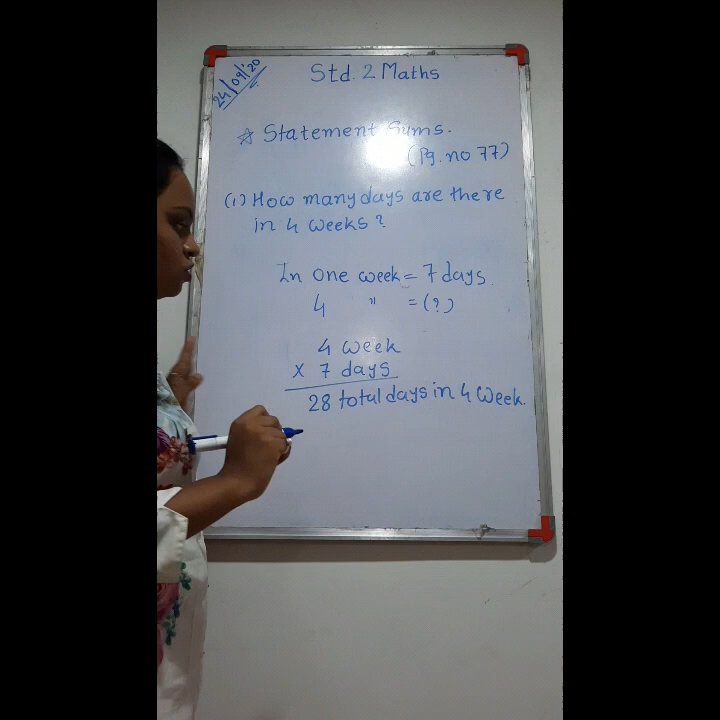 24/09/'20
Std. 2 Maths
☆ Statement Sums.
(Pg. no 77)
(1) How many days are there
in 4 weeks?
In one week = 7 days.
4 " = (?)
4 week
x 7 days
28 total days in 4 Week.